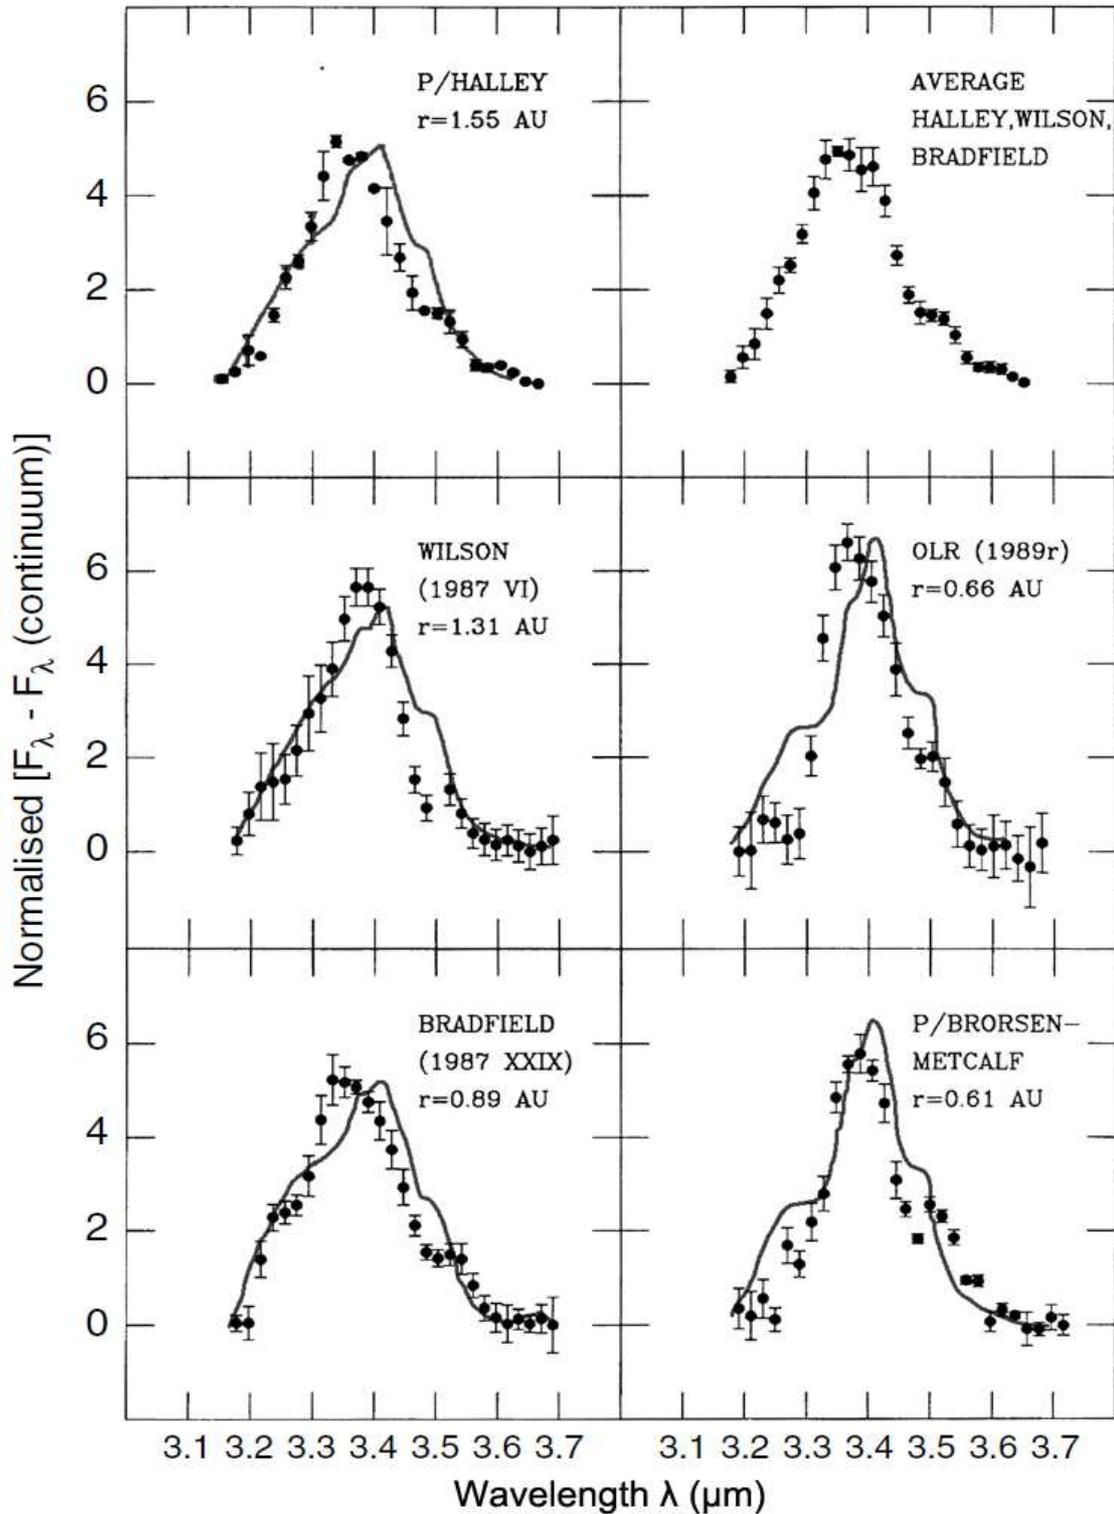 Normalised [Fλ - Fλ (continuum)]
P/HALLEY
r=1.55 AU
6
4
2
0
AVERAGE
HALLEY,WILSON,
BRADFIELD
WILSON
(1987 VI)
r=1.31 AU
6
4
2
0
OLR (1989r)
r=0.66 AU
BRADFIELD
(1987 XXIX)
r=0.89 AU
6
4
2
0
P/BRORSEN-
METCALF
r=0.61 AU
3.1 3.2 3.3 3.4 3.5 3.6 3.7
3.1 3.2 3.3 3.4 3.5 3.6 3.7
Wavelength λ (μm)